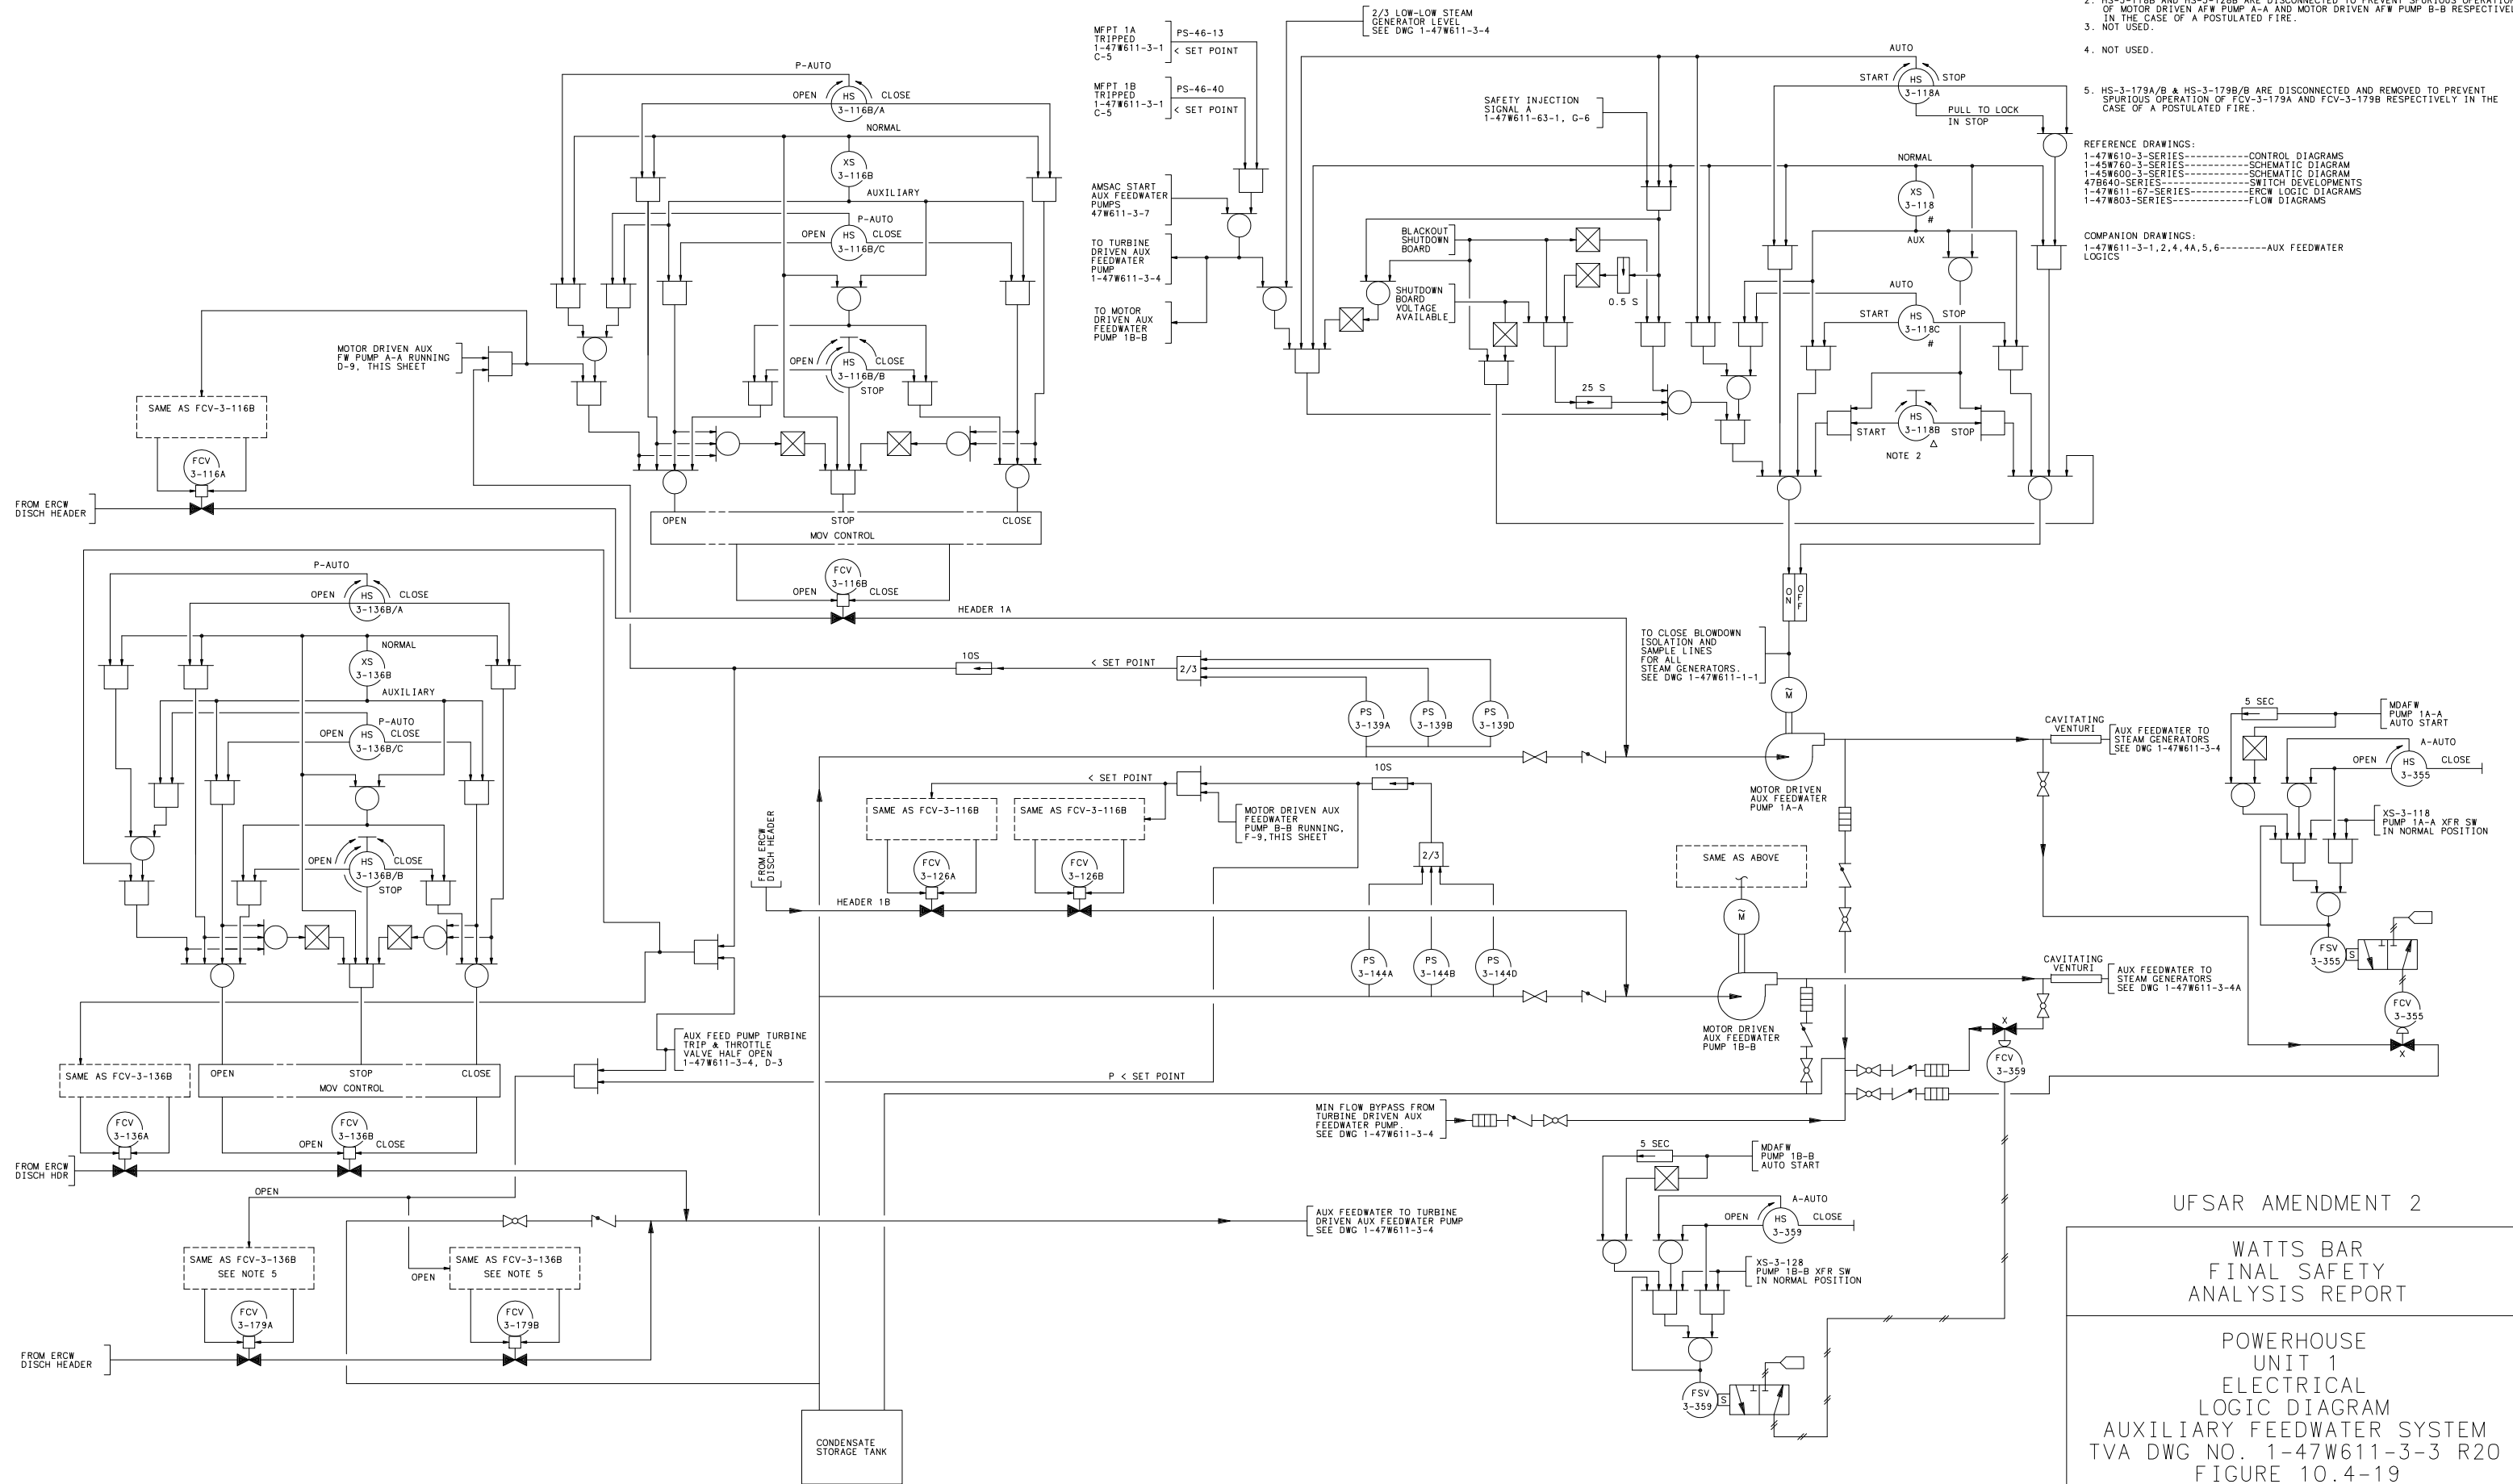 2. HS-3-118B AND HS-3-128B ARE DISCONNECTED TO PREVENT SPURIOUS OPERATION
OF MOTOR DRIVEN AFW PUMP A-A AND MOTOR DRIVEN AFW PUMP B-B RESPECTIVEL
IN THE CASE OF A POSTULATED FIRE.
3. NOT USED.
4. NOT USED.
5. HS-3-179A/B & HS-3-179B/B ARE DISCONNECTED AND REMOVED TO PREVENT
SPURIOUS OPERATION OF FCV-3-179A AND FCV-3-179B RESPECTIVELY IN THE
CASE OF A POSTULATED FIRE.
REFERENCE DRAWINGS:
1-47W610-3-SERIES----------CONTROL DIAGRAMS
1-45W760-3-SERIES----------SCHEMATIC DIAGRAM
1-45W600-3-SERIES----------SCHEMATIC DIAGRAM
47B640-SERIES--------------SWITCH DEVELOPMENTS
1-47W611-67-SERIES---------ERCW LOGIC DIAGRAMS
1-47W803-SERIES------------FLOW DIAGRAMS
COMPANION DRAWINGS:
1-47W611-3-1,2,4,4A,5,6--------AUX FEEDWATER
LOGICS
P-AUTO
OPEN
HS
3-116B/A
CLOSE
NORMAL
XS
3-116B
AUXILIARY
P-AUTO
OPEN
HS
3-116B/C
CLOSE
OPEN
HS
3-116B/B
CLOSE
STOP
MOTOR DRIVEN AUX
FW PUMP A-A RUNNING
D-9, THIS SHEET
SAME AS FCV-3-116B
FCV
3-116A
FROM ERCW
DISCH HEADER
OPEN
STOP
CLOSE
MOV CONTROL
FCV
3-116B
OPEN
CLOSE
HEADER 1A
MFPT 1A
TRIPPED
1-47W611-3-1
C-5
PS-46-13
< SET POINT
MFPT 1B
TRIPPED
1-47W611-3-1
C-5
PS-46-40
< SET POINT
2/3 LOW-LOW STEAM
GENERATOR LEVEL
SEE DWG 1-47W611-3-4
AMSAC START
AUX FEEDWATER
PUMPS
47W611-3-7
TO TURBINE
DRIVEN AUX
FEEDWATER
PUMP
1-47W611-3-4
TO MOTOR
DRIVEN AUX
FEEDWATER
PUMP 1B-B
SAFETY INJECTION
SIGNAL A
1-47W611-63-1, G-6
BLACKOUT
SHUTDOWN
BOARD
SHUTDOWN
BOARD
VOLTAGE
AVAILABLE
0.5 S
25 S
AUTO
START
HS
3-118A
STOP
PULL TO LOCK
IN STOP
NORMAL
XS
3-118
#
AUX
AUTO
START
HS
3-118C
STOP
#
HS
3-118B
START
STOP
Δ
NOTE 2
ON
OFF
TO CLOSE BLOWDOWN
ISOLATION AND
SAMPLE LINES
FOR ALL
STEAM GENERATORS.
SEE DWG 1-47W611-1-1
M
P-AUTO
OPEN
HS
3-136B/A
CLOSE
NORMAL
XS
3-136B
AUXILIARY
P-AUTO
OPEN
HS
3-136B/C
CLOSE
OPEN
HS
3-136B/B
CLOSE
STOP
10S
< SET POINT
2/3
PS
3-139A
PS
3-139B
PS
3-139D
MOTOR DRIVEN
AUX FEEDWATER
PUMP 1A-A
CAVITATING
VENTURI
AUX FEEDWATER TO
STEAM GENERATORS
SEE DWG 1-47W611-3-4
5 SEC
MDAFW
PUMP 1A-A
AUTO START
A-AUTO
OPEN
HS
3-355
CLOSE
XS-3-118
PUMP 1A-A XFR SW
IN NORMAL POSITION
FSV
3-355
S
FCV
3-355
X
FROM ERCW
DISCH HEADER
< SET POINT
10S
SAME AS FCV-3-116B
SAME AS FCV-3-116B
MOTOR DRIVEN AUX
FEEDWATER
PUMP B-B RUNNING,
F-9,THIS SHEET
FCV
3-126A
FCV
3-126B
HEADER 1B
2/3
PS
3-144A
PS
3-144B
PS
3-144D
SAME AS ABOVE
M
MOTOR DRIVEN
AUX FEEDWATER
PUMP 1B-B
CAVITATING
VENTURI
AUX FEEDWATER TO
STEAM GENERATORS
SEE DWG 1-47W611-3-4A
X
FCV
3-359
AUX FEED PUMP TURBINE
TRIP & THROTTLE
VALVE HALF OPEN
1-47W611-3-4, D-3
P < SET POINT
SAME AS FCV-3-136B
OPEN
STOP
CLOSE
MOV CONTROL
FCV
3-136A
OPEN
FCV
3-136B
CLOSE
FROM ERCW
DISCH HDR
MIN FLOW BYPASS FROM
TURBINE DRIVEN AUX
FEEDWATER PUMP.
SEE DWG 1-47W611-3-4
OPEN
SAME AS FCV-3-136B
SEE NOTE 5
OPEN
SAME AS FCV-3-136B
SEE NOTE 5
FCV
3-179A
FCV
3-179B
FROM ERCW
DISCH HEADER
AUX FEEDWATER TO TURBINE
DRIVEN AUX FEEDWATER PUMP
SEE DWG 1-47W611-3-4
5 SEC
MDAFW
PUMP 1B-B
AUTO START
A-AUTO
OPEN
HS
3-359
CLOSE
XS-3-128
PUMP 1B-B XFR SW
IN NORMAL POSITION
FSV
3-359
S
CONDENSATE
STORAGE TANK
UFSAR AMENDMENT 2
WATTS BAR
FINAL SAFETY
ANALYSIS REPORT
POWERHOUSE
UNIT 1
ELECTRICAL
LOGIC DIAGRAM
AUXILIARY FEEDWATER SYSTEM
TVA DWG NO. 1-47W611-3-3 R20
FIGURE 10.4-19